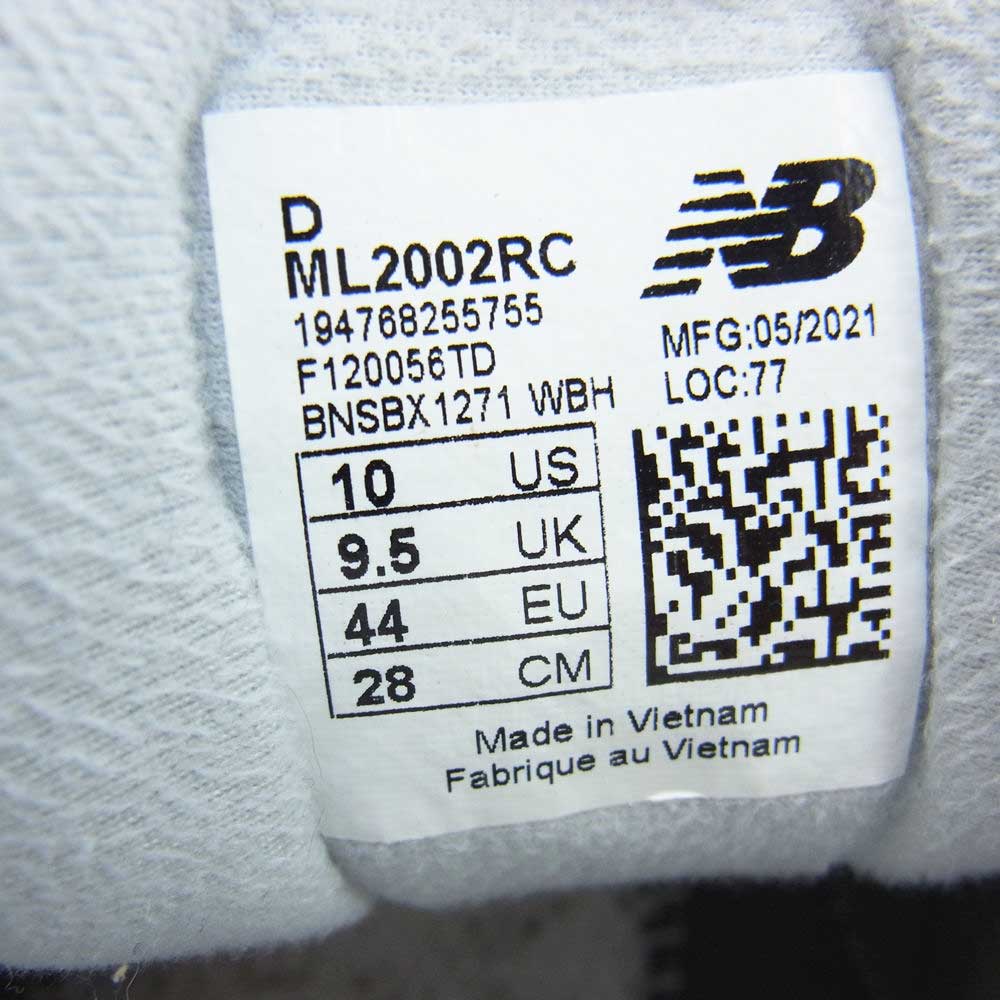 D
ML2002RC
194768255755
F120056TD
BNSBX1271 WBH
NB
MFG:05/2021
LOC:77
10 US
9.5 UK
44 EU
28 CM
Made in Vietnam
Fabrique au Vietnam